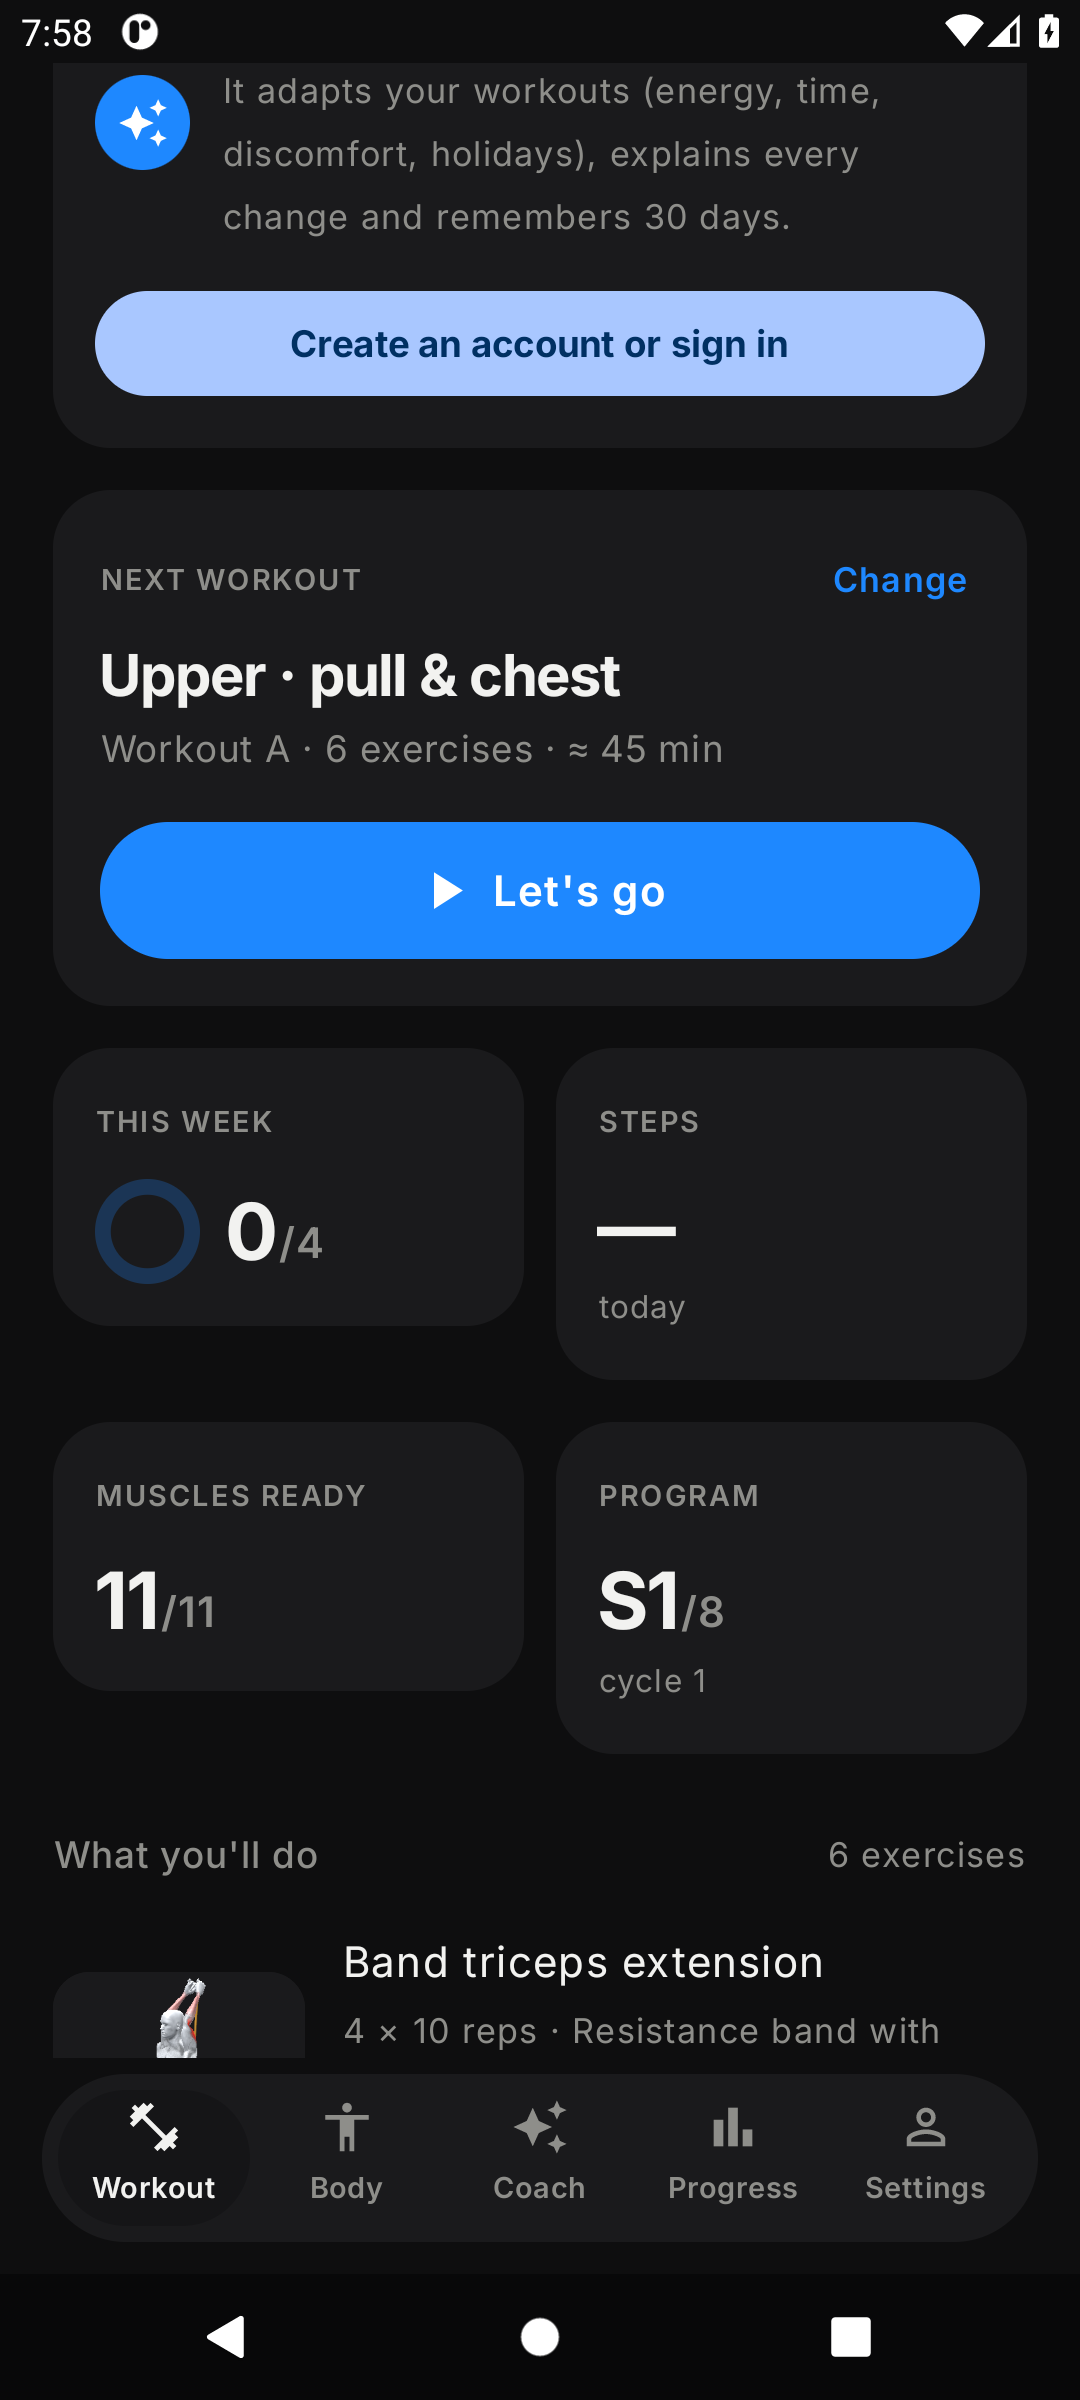 7:58
It adapts your workouts (energy, time,
discomfort, holidays), explains every
change and remembers 30 days.
Create an account or sign in
NEXT WORKOUT
Change
Upper · pull & chest
Workout A · 6 exercises · ≈ 45 min
Let's go
THIS WEEK
0/4
STEPS
—
today
MUSCLES READY
11/11
PROGRAM
S1/8
cycle 1
What you'll do
6 exercises
Band triceps extension
4 × 10 reps · Resistance band with
Workout
Body
Coach
Progress
Settings